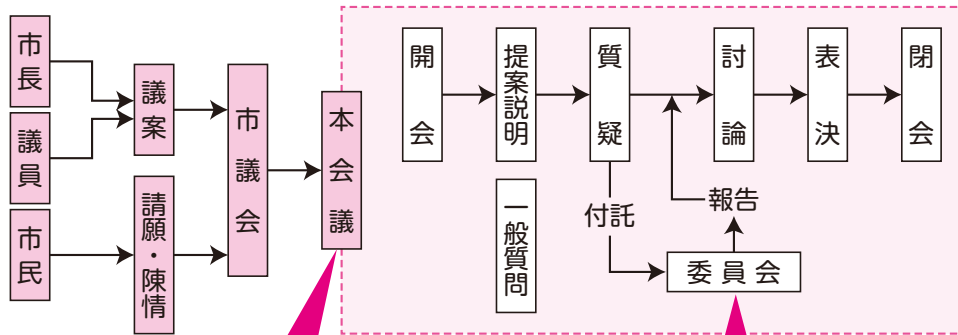 市長
議員
市民
議案
請願・陳情
市議会
本会議
開会
提案説明
質疑
討論
表決
閉会
一般質問
付託
報告
委員会